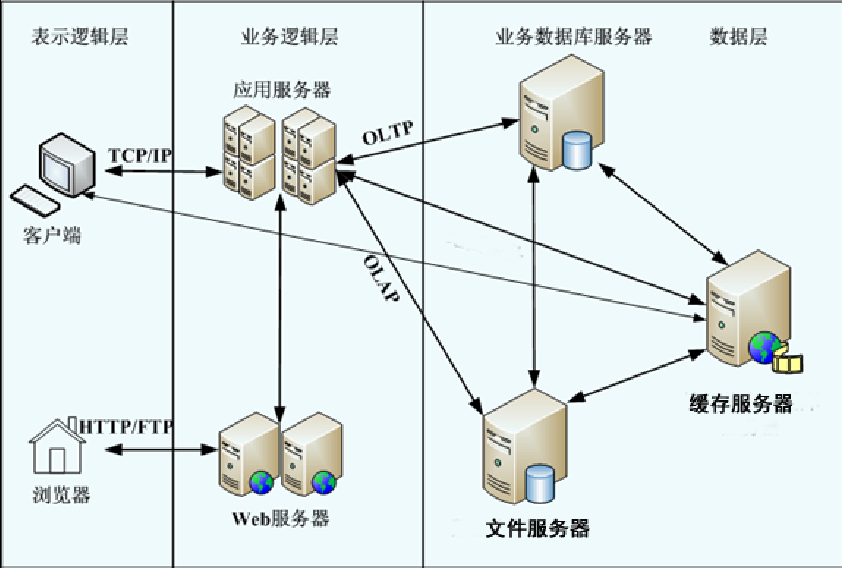 表示逻辑层
业务逻辑层
业务数据库服务器
数据层
应用服务器
OLTP
TCP/IP
客户端
OLAP
缓存服务器
HTTP/FTP
浏览器
Web服务器
文件服务器